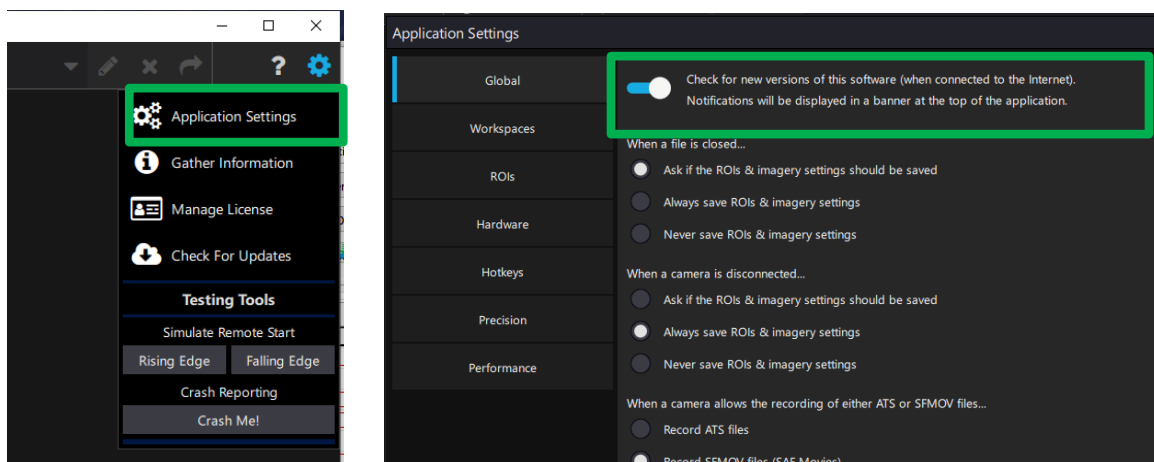 ?
Application Settings
Gather Information
Manage License
Check For Updates
Testing Tools
Simulate Remote Start
Rising Edge
Falling Edge
Crash Reporting
Crash Me!
Application Settings
Global
Workspaces
ROIs
Hardware
Hotkeys
Precision
Performance
Check for new versions of this software (when connected to the Internet).
Notifications will be displayed in a banner at the top of the application.
When a file is closed...
Ask if the ROIs & imagery settings should be saved
Always save ROIs & imagery settings
Never save ROIs & imagery settings
When a camera is disconnected...
Ask if the ROIs & imagery settings should be saved
Always save ROIs & imagery settings
Never save ROIs & imagery settings
When a camera allows the recording of either ATS or SFMOV files...
Record ATS files
Record SFMOV files (SAF Movies)